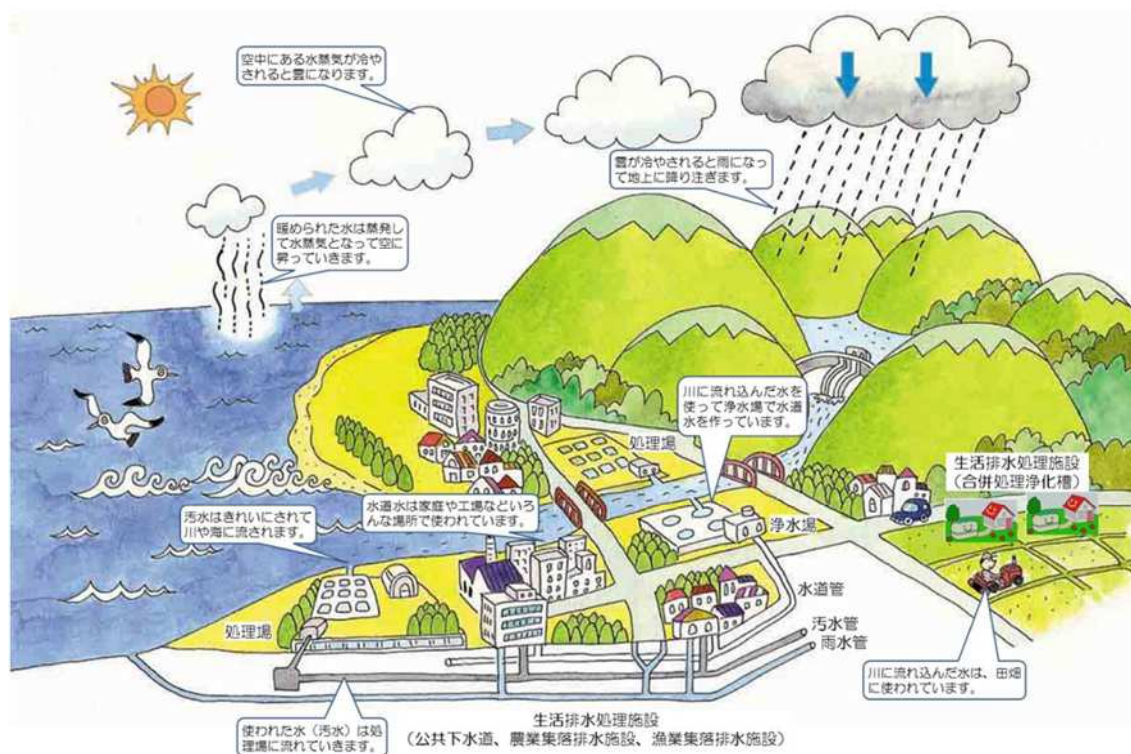 空中にある水蒸気が冷や
されると雲になります。
雲が冷やされると雨になっ
て地上に降り注ぎます。
暖められた水は蒸発し
て水蒸気となって空に
昇っていきます。
川に流れ込んだ水を
使って浄水場で水道
水を作っています。
処理場
生活排水処理施設
（合併処理浄化槽）
水道水は家庭や工場などいろ
んな場所で使われています。
汚水はきれいにされて
川や海に流されます。
浄水場
水道管
汚水管
雨水管
処理場
川に流れ込んだ水は、田畑
に使われています。
使われた水（汚水）は処
理場に流れていきます。
生活排水処理施設
（公共下水道、農業集落排水施設、漁業集落排水施設）